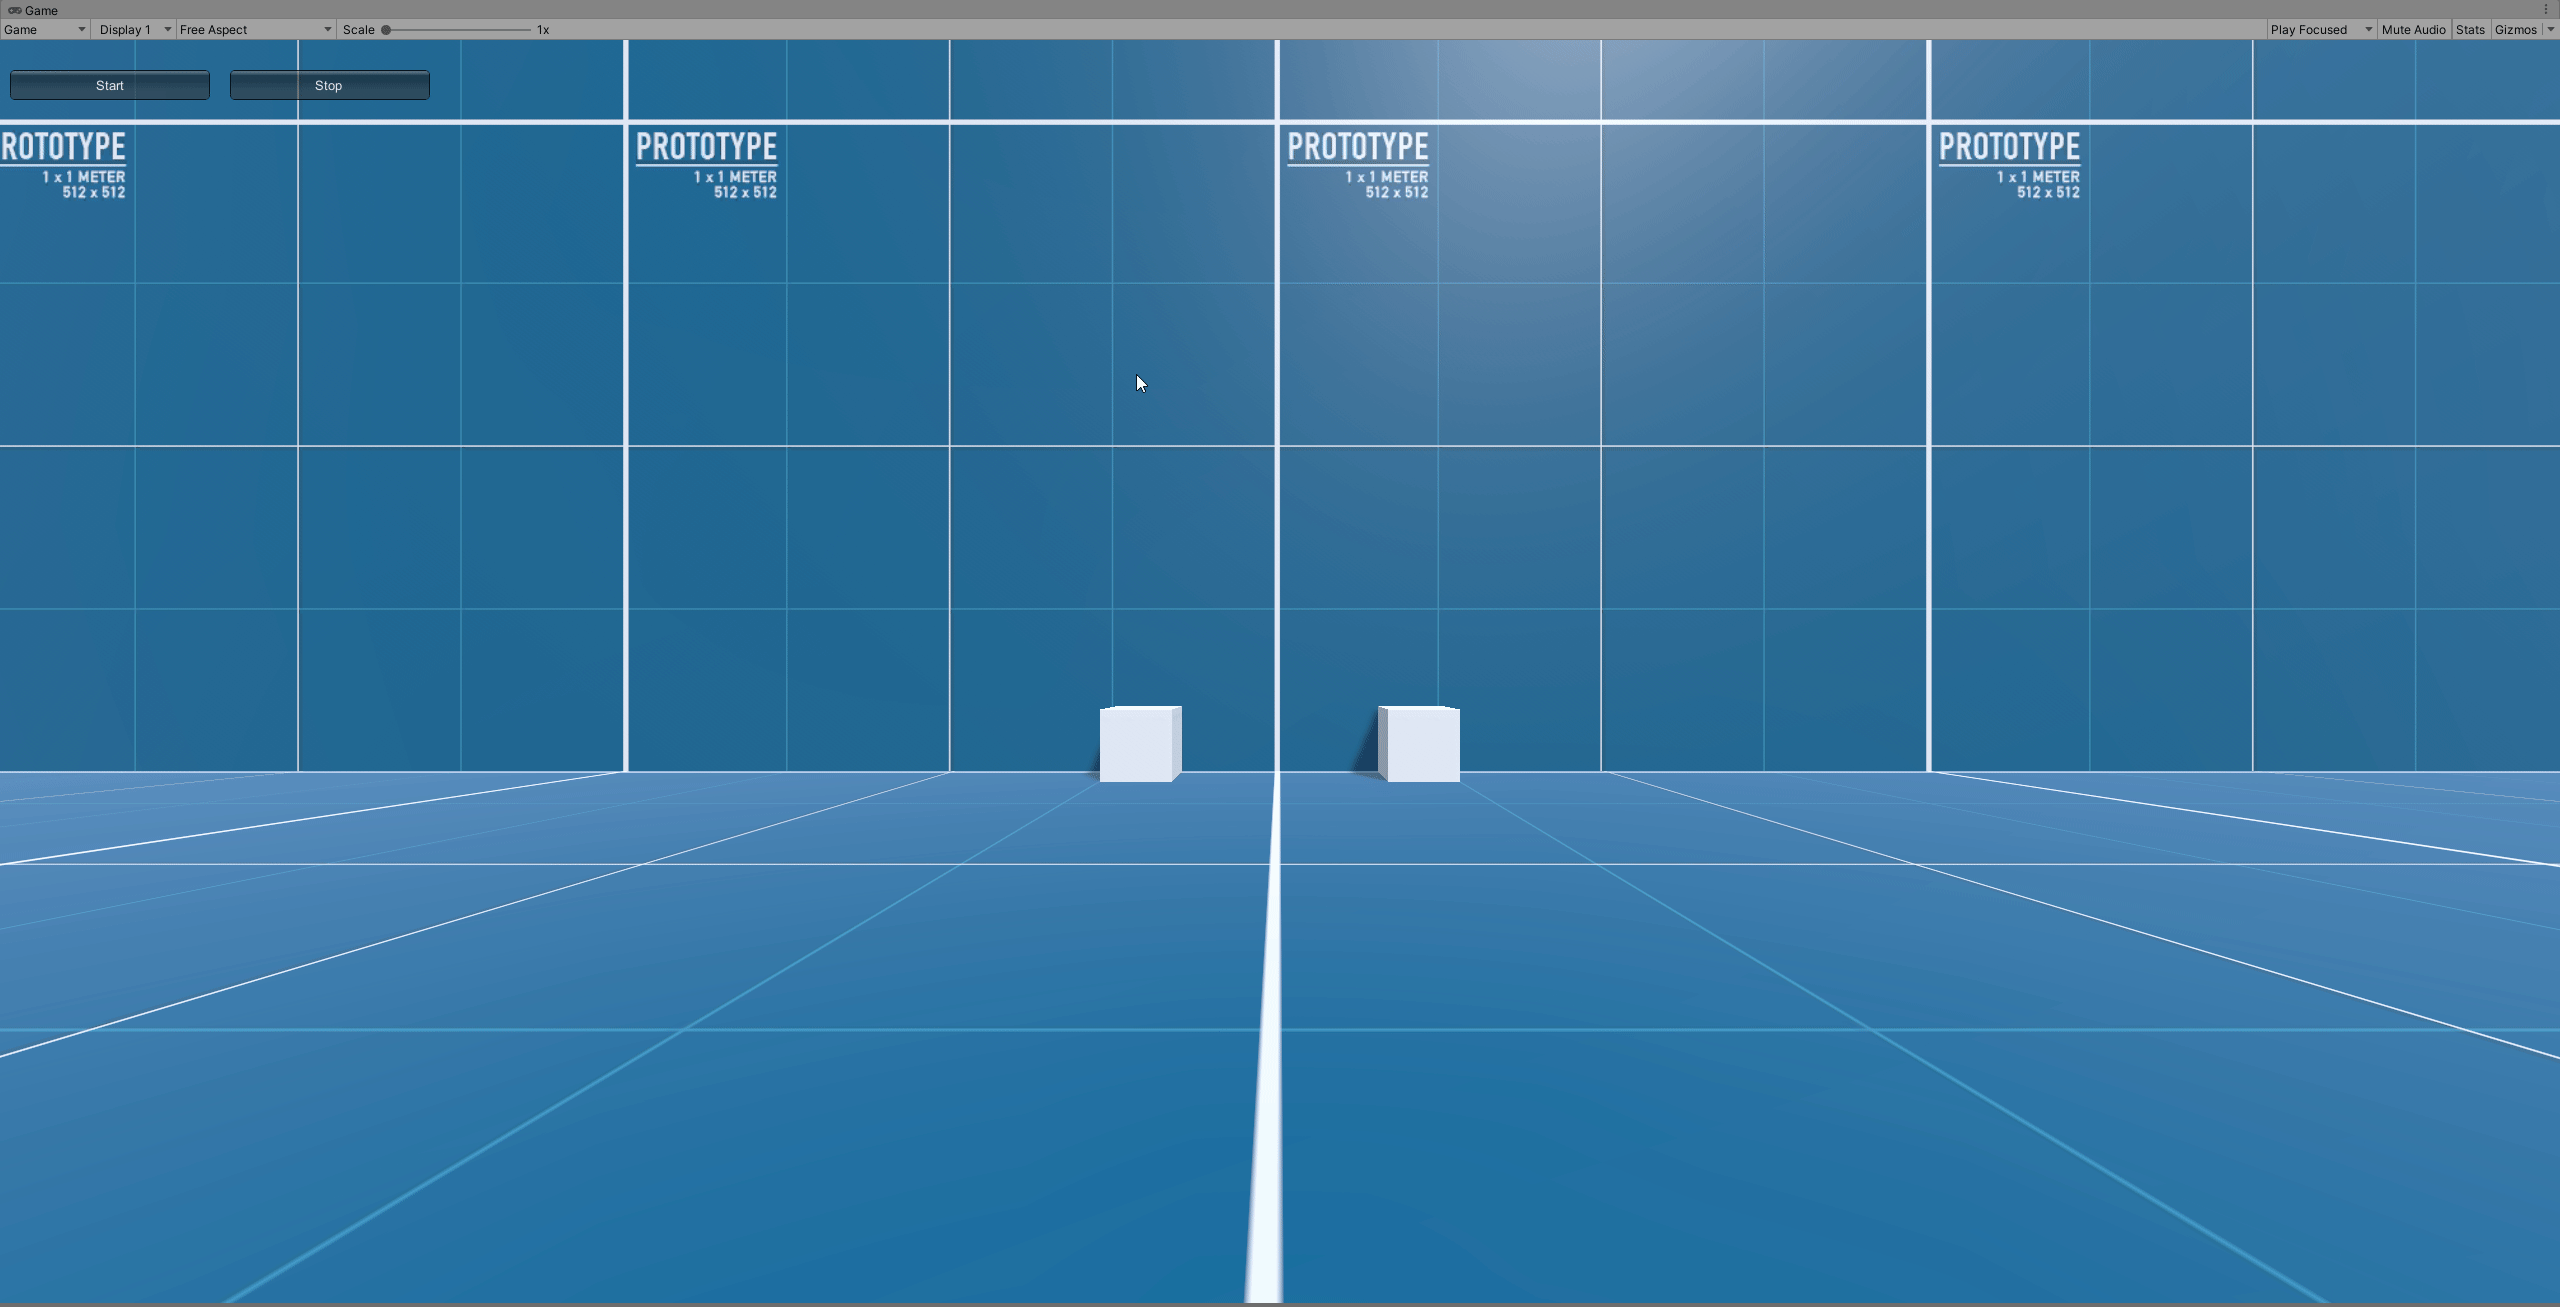 Game
Game Display 1 Free Aspect Scale 1x Play Focused Mute Audio Stats Gizmos
Start Stop
ROTOTYPE PROTOTYPE PROTOTYPE PROTOTYPE
1 x 1 METER 1 x 1 METER 1 x 1 METER 1 x 1 METER
512 x 512 512 x 512 512 x 512 512 x 512